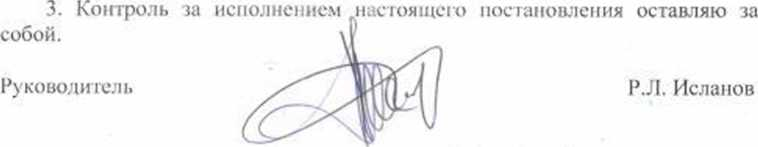 3. Контроль за исполнением настоящего постановления оставляю за
собой.
Руководитель Р.Л. Исланов